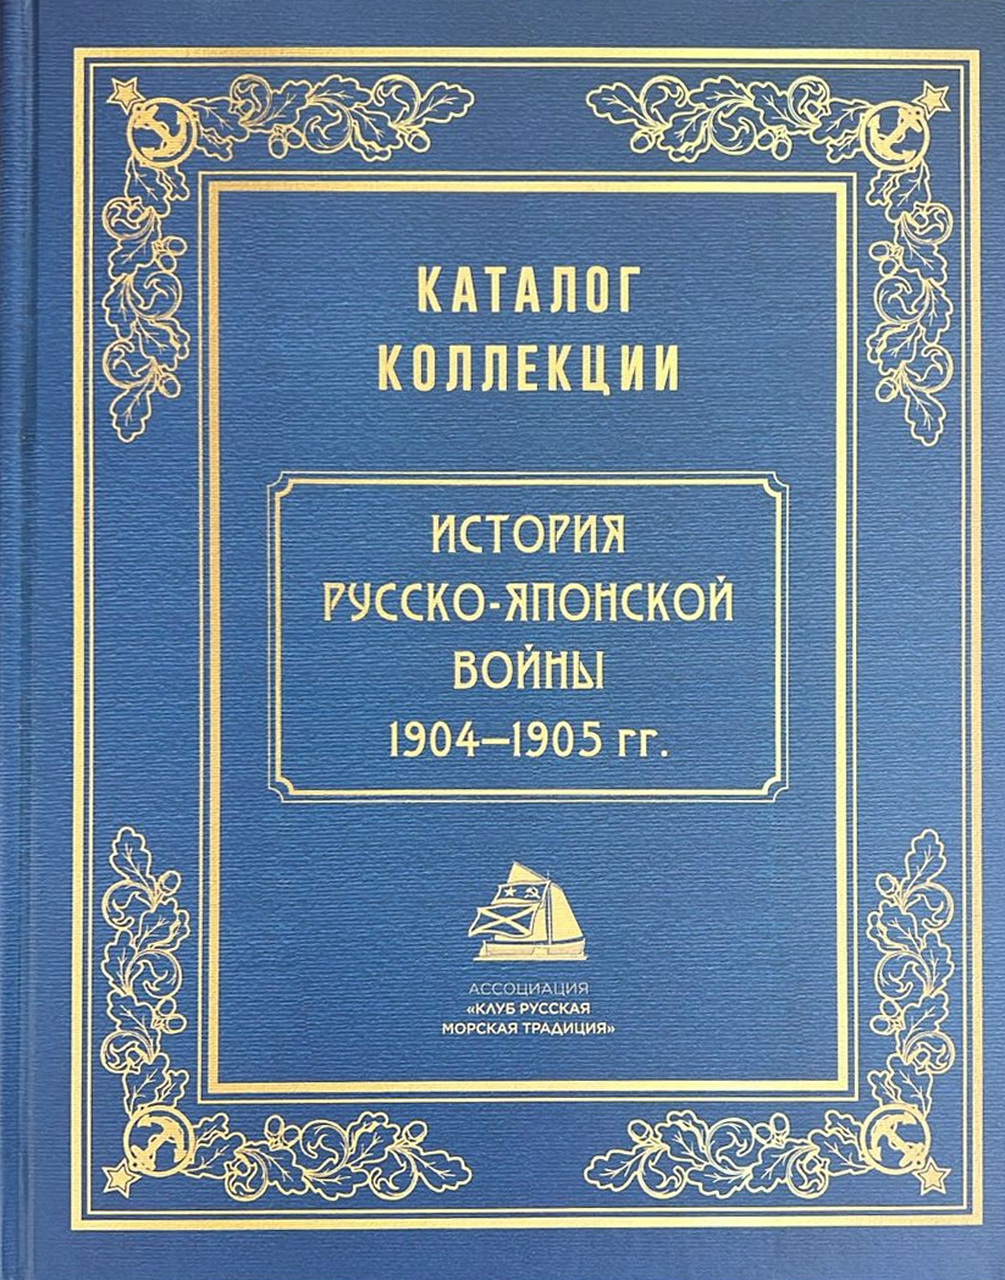 КАТАЛОГ
КОЛЛЕКЦИИ
ИСТОРИЯ
РУССКО-ЯПОНСКОЙ
ВОЙНЫ
1904—1905 гг.
АССОЦИАЦИЯ
«КЛУБ РУССКАЯ
МОРСКАЯ ТРАДИЦИЯ»